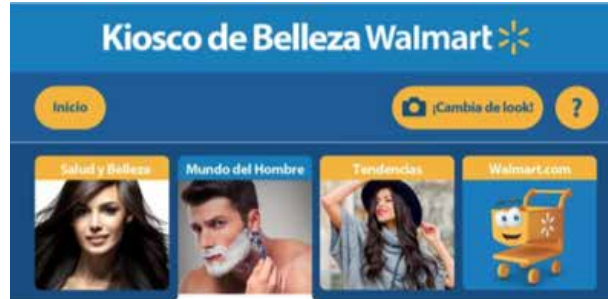 Kiosco de Belleza Walmart
Inicio
¡Cambia de look!
?
Salud y Belleza
Mundo del Hombre
Tendencias
Walmart.com